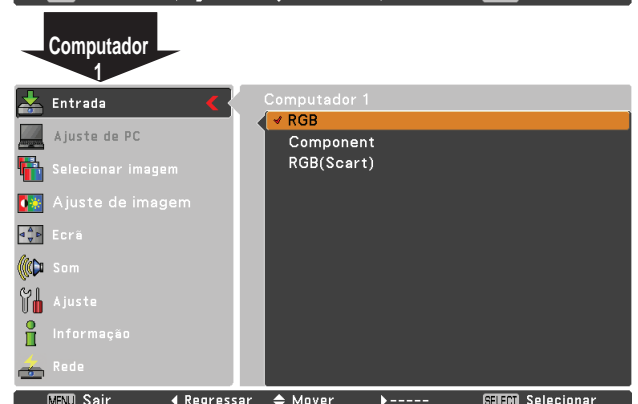 Computador
1
Entrada
Ajuste de PC
Selecionar imagem
Ajuste de imagem
Ecrã
Som
Ajuste
Informação
Rede
Computador 1
RGB
Component
RGB(Scart)
MENU Sair Regressar Mover ----- SELECT Selecionar